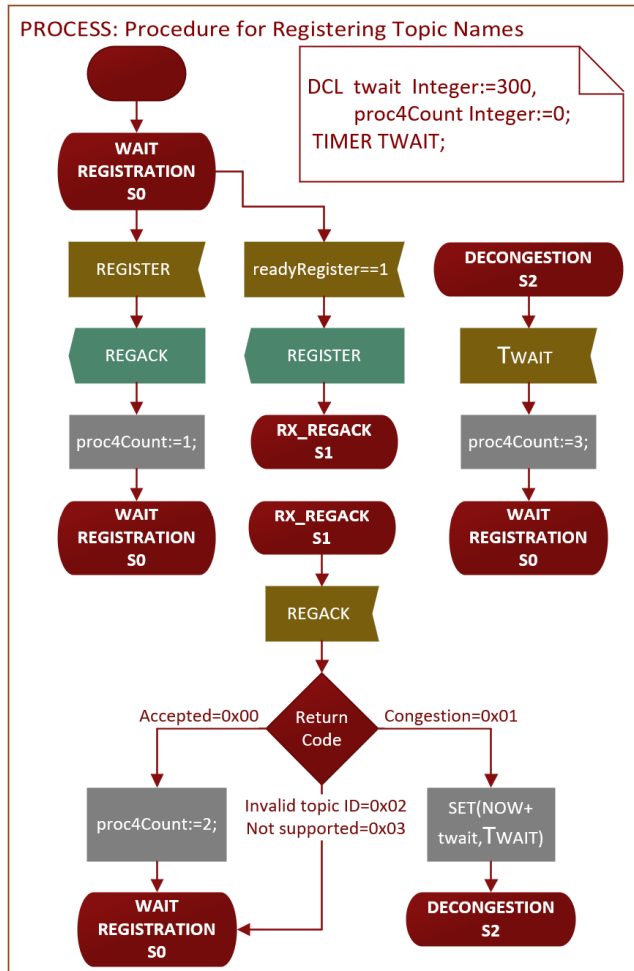 PROCESS: Procedure for Registering Topic Names
DCL twait Integer:=300,
proc4Count Integer:=0;
TIMER TWAIT;
WAIT
REGISTRATION
S0
REGISTER
readyRegister==1
DECONGESTION
S2
REGACK
REGISTER
TWAIT
proc4Count:=1;
RX_REGACK
S1
proc4Count:=3;
WAIT
REGISTRATION
S0
RX_REGACK
S1
WAIT
REGISTRATION
S0
REGACK
Return
Code
Accepted=0x00
Congestion=0x01
Invalid topic ID=0x02
Not supported=0x03
proc4Count:=2;
SET(NOW+
twait,TWAIT)
WAIT
REGISTRATION
S0
DECONGESTION
S2